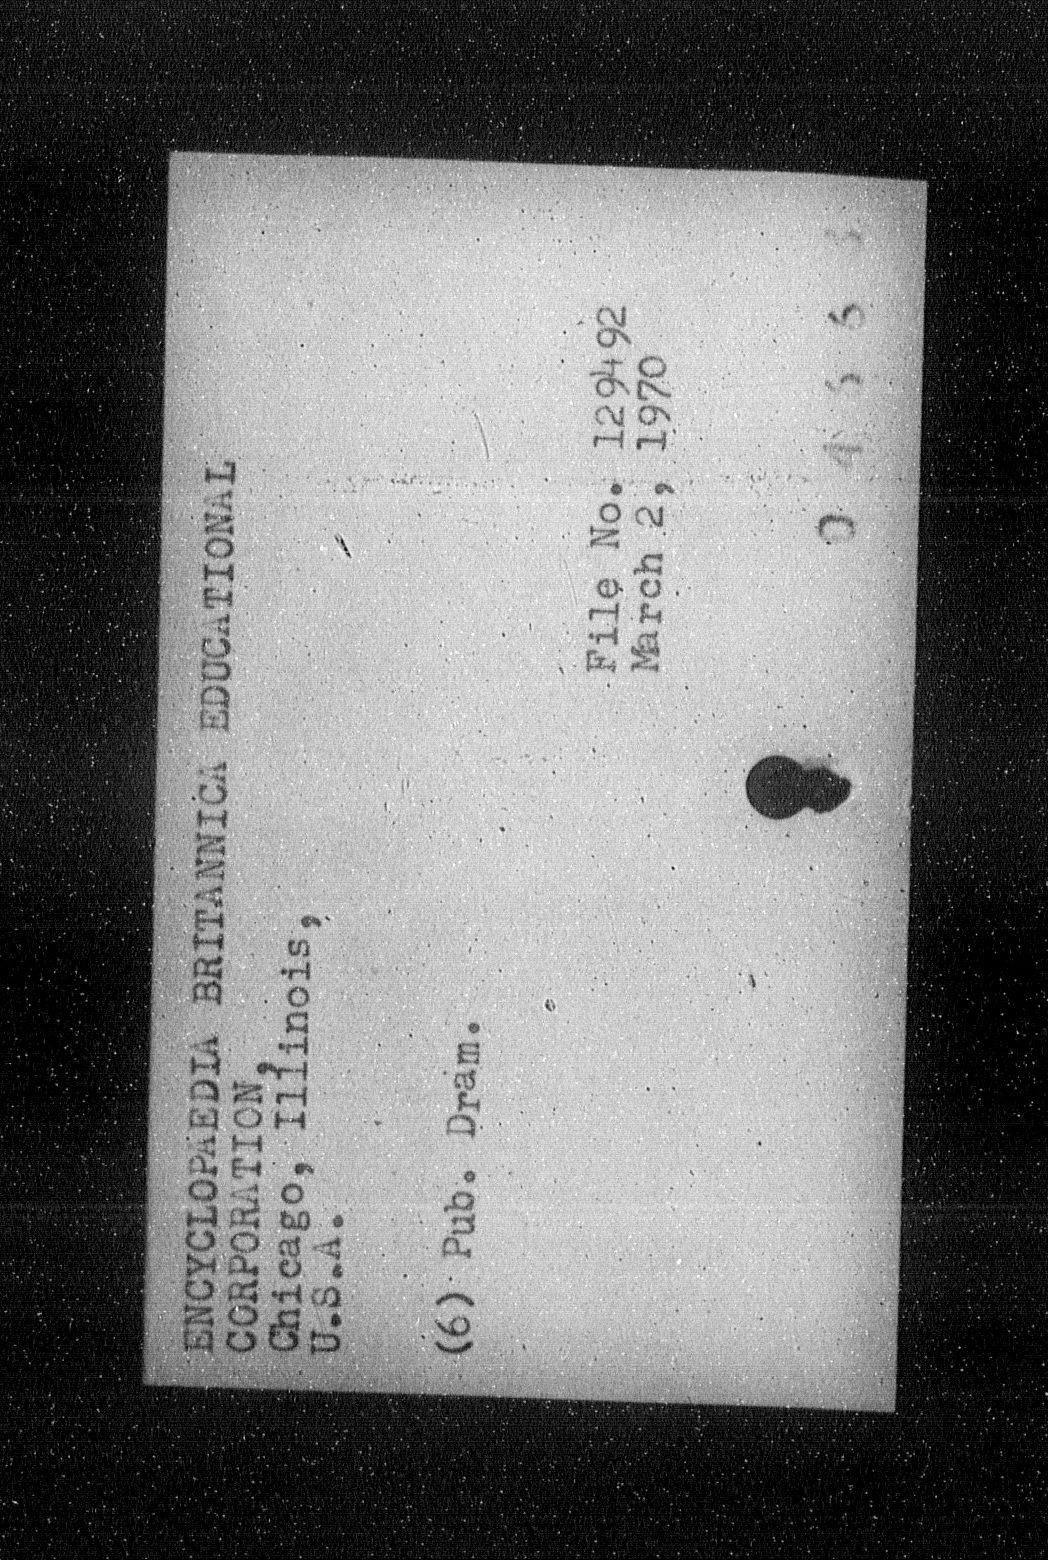 ENCYCLOPAEDIA BRITANNICA EDUCATIONAL
CORPORATION,
Chicago, Illinois,
U.S.A.
(6) Pub. Dram.
File No. 129492
March 2, 1970